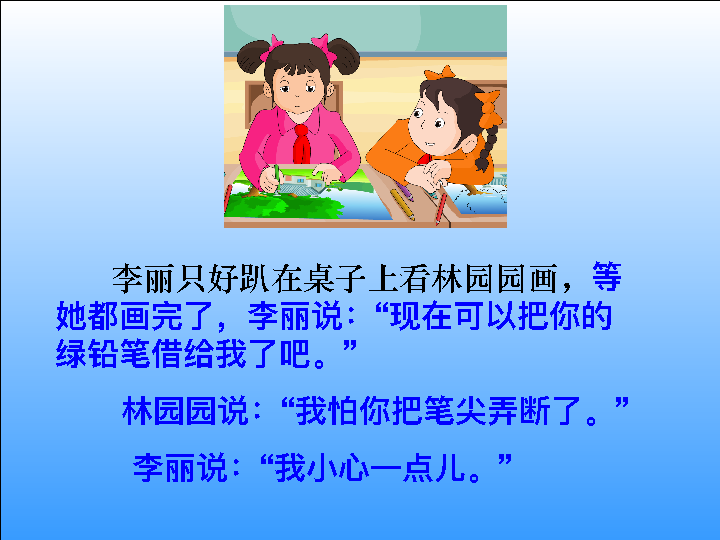 李丽只好趴在桌子上看林园园画，等
她都画完了，李丽说：“现在可以把你的
绿铅笔借给我了吧。”
林园园说：“我怕你把笔尖弄断了。”
李丽说：“我小心一点儿。”